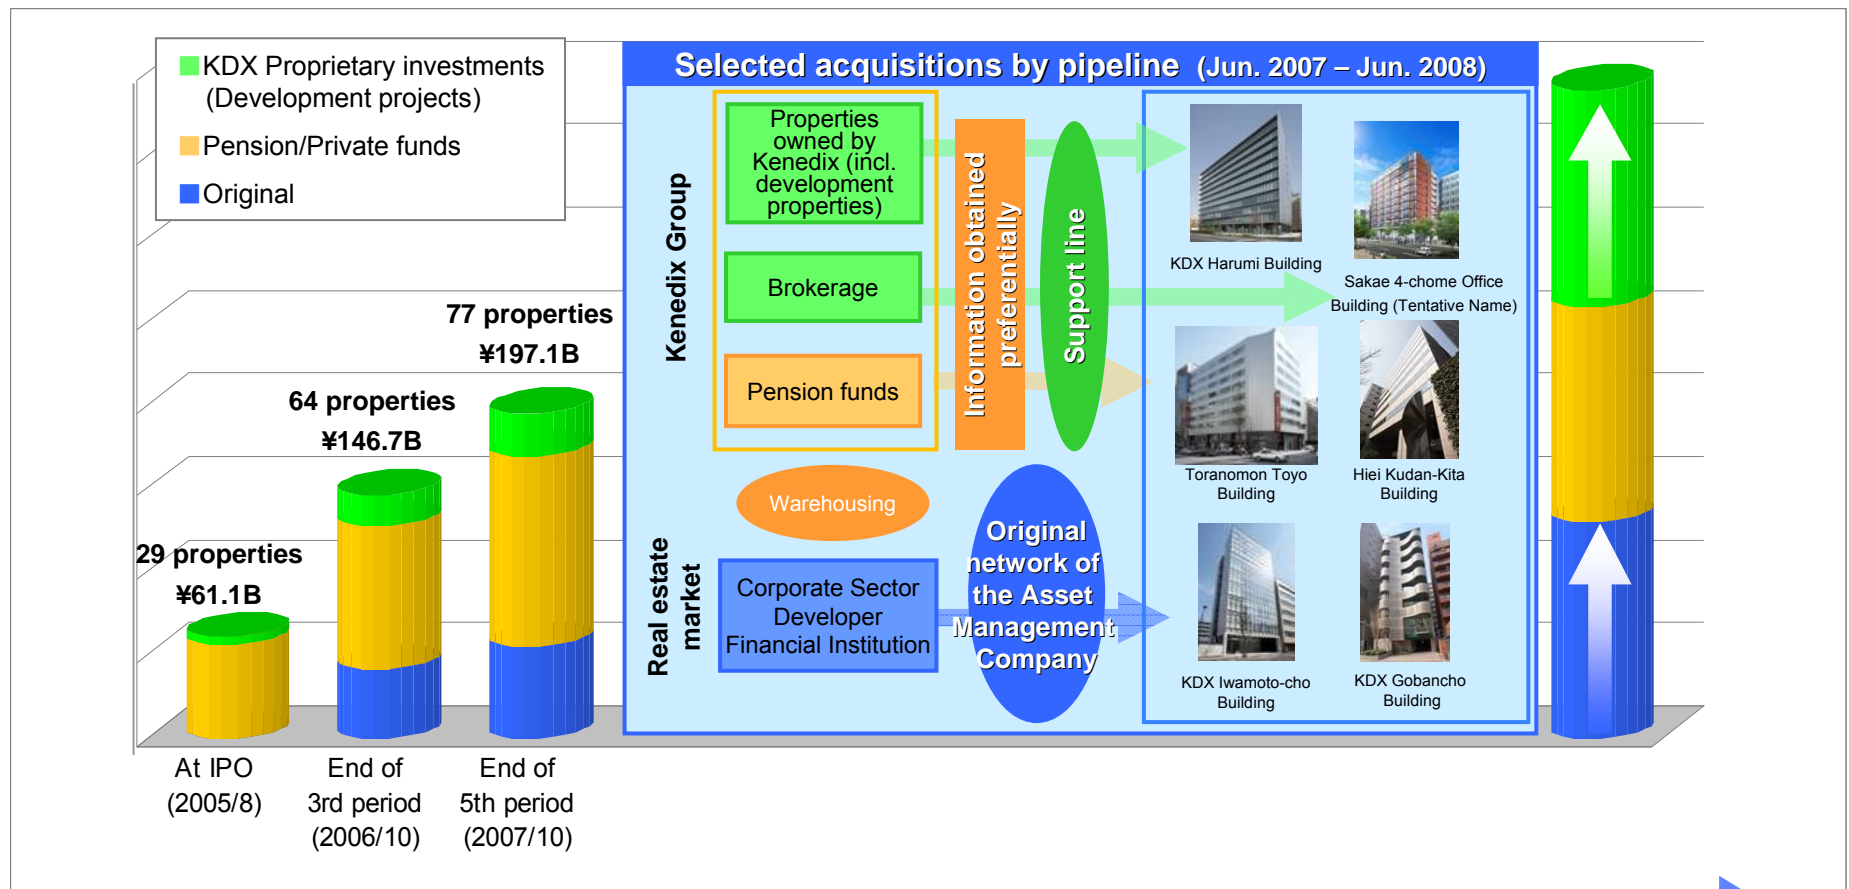 KDX Proprietary investments
(Development projects)
Pension/Private funds
Original
29 properties
¥61.1B
64 properties
¥146.7B
77 properties
¥197.1B
At IPO
(2005/8)
End of
3rd period
(2006/10)
End of
5th period
(2007/10)
Selected acquisitions by pipeline (Jun. 2007 – Jun. 2008)
Kenedix Group
Properties
owned by
Kenedix (incl.
development
properties)
Brokerage
Pension funds
Information obtained
preferentially
Support line
Warehousing
Real estate
market
Corporate Sector
Developer
Financial Institution
Original
network of
the Asset
Management
Company
KDX Harumi Building
Sakae 4-chome Office
Building (Tentative Name)
Toranomon Toyo
Building
Hiei Kudan-Kita
Building
KDX Iwamoto-cho
Building
KDX Gobancho
Building